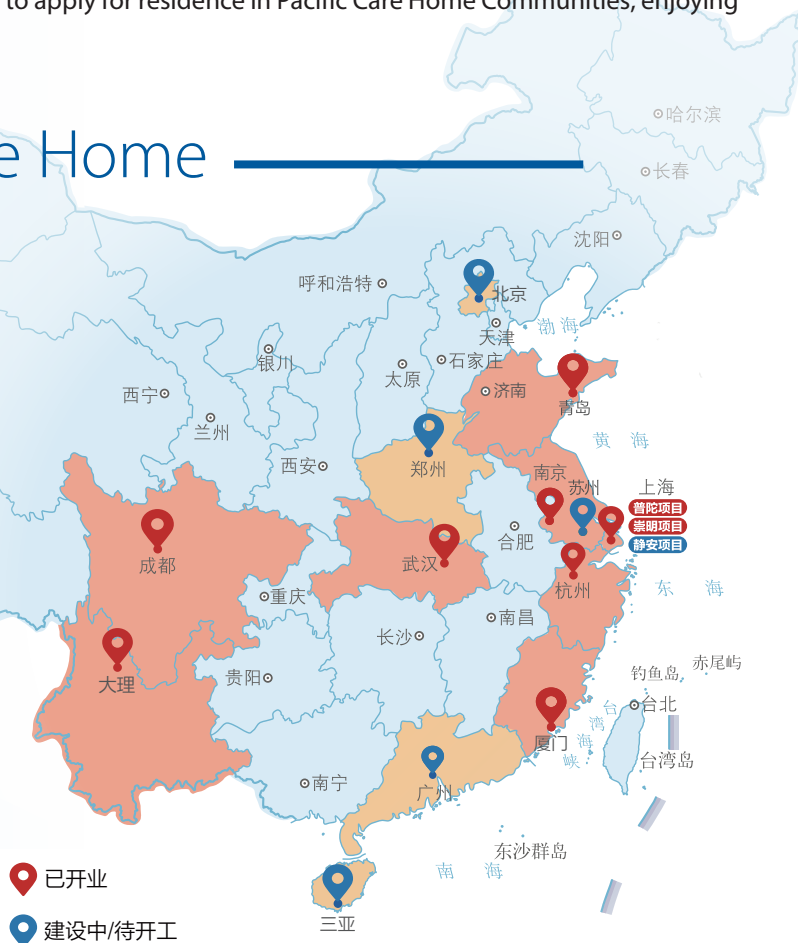 to apply for residence in Pacific Care Home Communities, enjoying
e Home
哈尔滨
长春
沈阳
呼和浩特
北京
天津
渤海
银川
石家庄
太原
济南
西宁
青岛
兰州
黄海
西安
郑州
南京
苏州
上海
普陀项目
崇明项目
静安项目
合肥
成都
武汉
杭州
东海
重庆
南昌
长沙
赤尾屿
钓鱼岛
贵阳
大理
台北
台湾海峡
厦门
台湾岛
南宁
广州
东沙群岛
南海
已开业
三亚
建设中/待开工